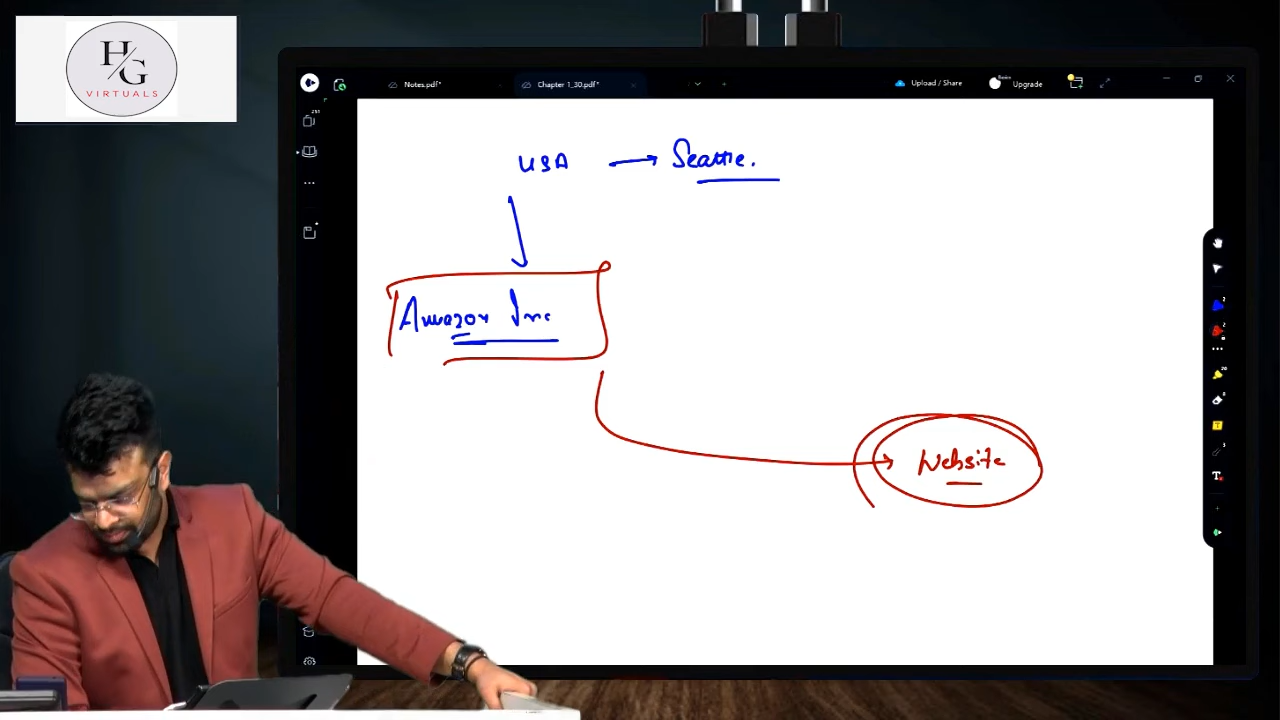 H/G
VIRTUALS
Notes.pdf*
Chapter 1_30.pdf*
Upload / Share
Upgrade
USA → Seattle.
Amazon Inc
Website